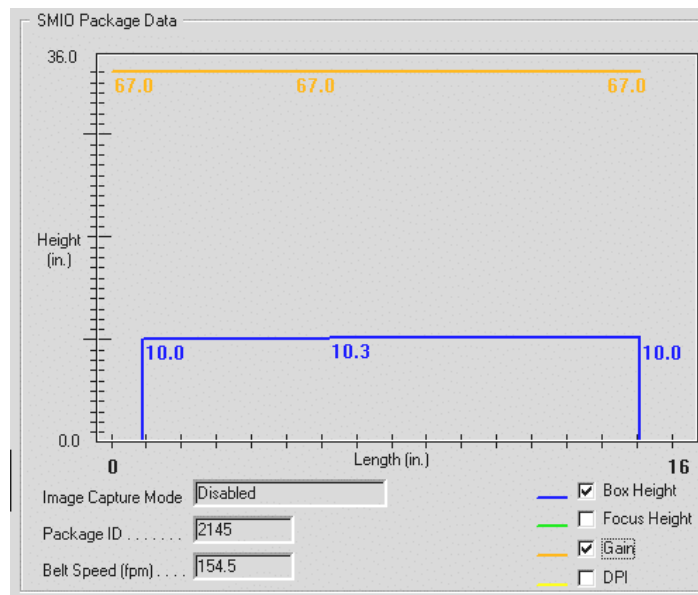 SMIO Package Data
36.0
67.0 67.0 67.0
Height
(in.)
10.0 10.3 10.0
0.0
0 Length (in.) 16
Image Capture Mode Disabled
Package ID . . . . . . . 2145
Belt Speed (fpm) . . . . 154.5
Box Height
Focus Height
Gain
DPI